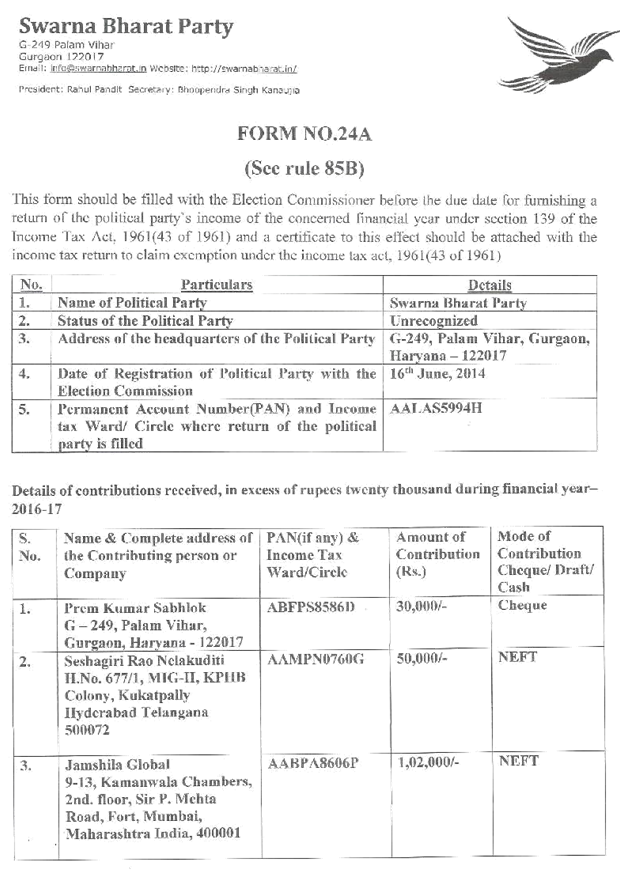 Swarna Bharat Party
G-249 Palam Vihar
Gurgaon 122017
Email: info@swarnabharat.in Website: http://swarnabharat.in/
President: Rahul Pandit Secretary: Bhoopendra Singh Kanaujia
FORM NO.24A
(See rule 85B)
This form should be filled with the Election Commissioner before the due date for furnishing a
return of the political party's income of the concerned financial year under section 139 of the
Income Tax Act, 1961(43 of 1961) and a certificate to this effect should be attached with the
income tax return to claim exemption under the income tax act, 1961(43 of 1961)
No. Particulars Details
1. Name of Political Party Swarna Bharat Party
2. Status of the Political Party Unrecognized
3. Address of the headquarters of the Political Party G-249, Palam Vihar, Gurgaon,
Haryana – 122017
4. Date of Registration of Political Party with the 16th June, 2014
Election Commission
5. Permanent Account Number(PAN) and Income AALAS5994H
tax Ward/ Circle where return of the political
party is filled
Details of contributions received, in excess of rupees twenty thousand during financial year–
2016-17
S. Name & Complete address of PAN(if any) & Amount of Mode of
No. the Contributing person or Income Tax Contribution Contribution
Company Ward/Circle (Rs.) Cheque/ Draft/
Cash
1. Prem Kumar Sabhlok ABFPS8586D 30,000/- Cheque
G – 249, Palam Vihar,
Gurgaon, Haryana - 122017
2. Seshagiri Rao Nelakuditi AAMPN0760G 50,000/- NEFT
H.No. 677/1, MIG-II, KPHB
Colony, Kukatpally
Hyderabad Telangana
500072
3. Jamshila Global AABPA8606P 1,02,000/- NEFT
9-13, Kamanwala Chambers,
2nd. floor, Sir P. Mehta
Road, Fort, Mumbai,
Maharashtra India, 400001